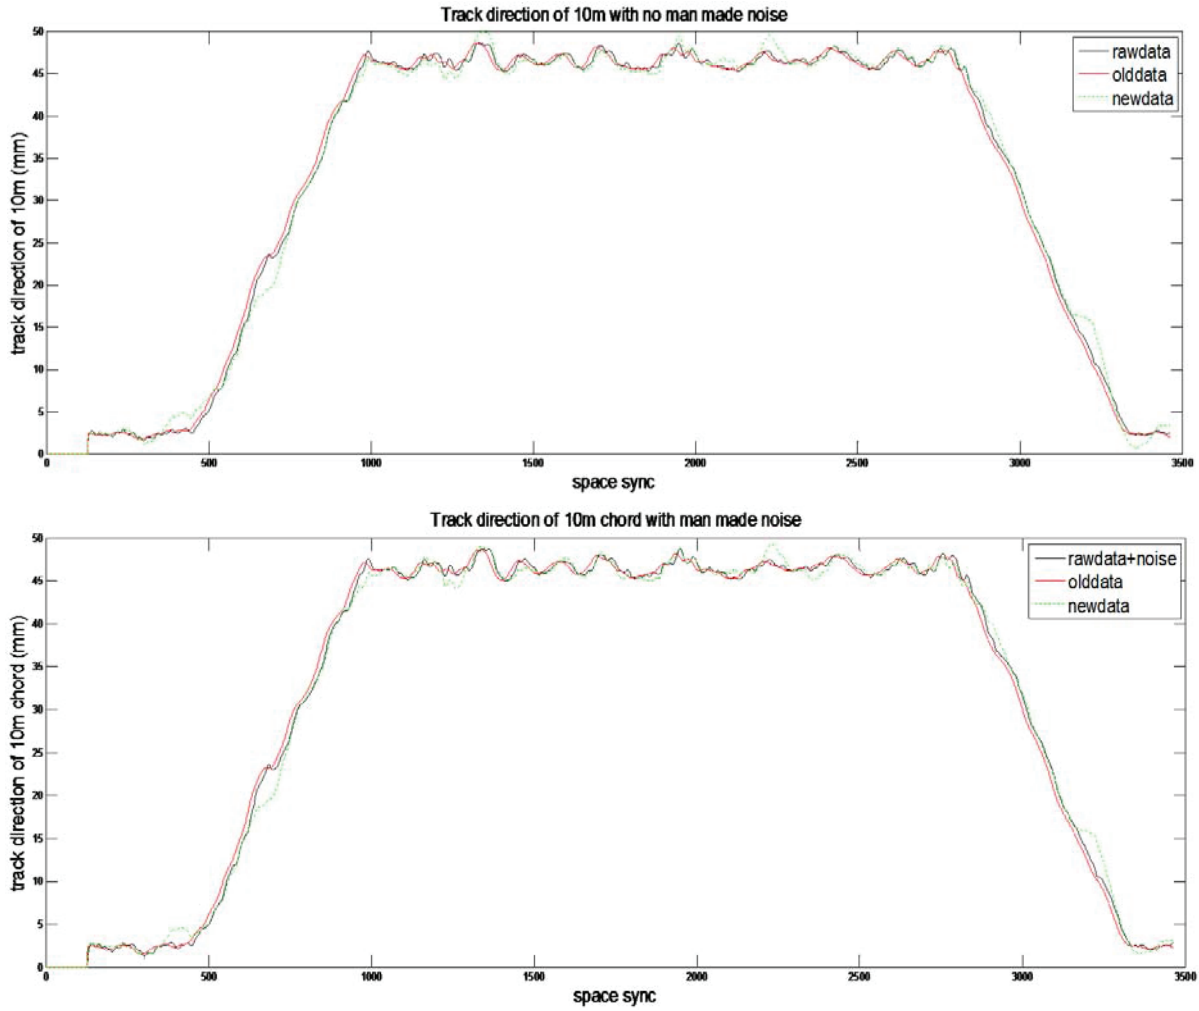 Track direction of 10m with no man made noise
50
45
40
35
30
25
20
15
10
5
0
track direction of 10m (mm)
rawdata
olddata
newdata
0 500 1000 1500 2000 2500 3000 3500
space sync
Track direction of 10m chord with man made noise
50
45
40
35
30
25
20
15
10
5
0
track direction of 10m chord (mm)
rawdata+noise
olddata
newdata
0 500 1000 1500 2000 2500 3000 3500
space sync